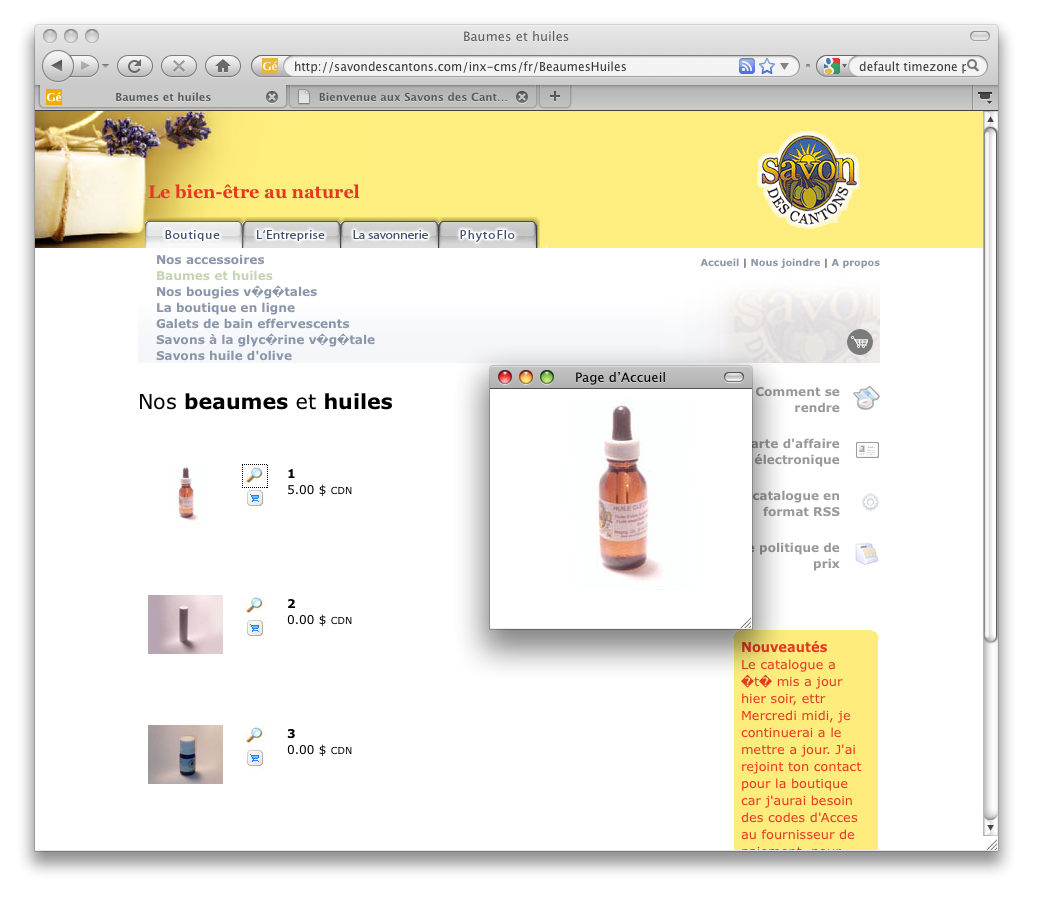 Baumes et huiles
http://savondescantons.com/inx-cms/fr/BeaumesHuiles
default timezone p
Gé
Baumes et huiles
Bienvenue aux Savons des Cant...
Le bien-être au naturel
savon
DES CANTONS
Boutique
L'Entreprise
La savonnerie
PhytoFlo
Nos accessoires
Baumes et huiles
Nos bougies v�g�tales
La boutique en ligne
Galets de bain effervescents
Savons à la glyc�rine v�g�tale
Savons huile d'olive
Accueil | Nous joindre | A propos
savon
DES CANTONS
Nos beaumes et huiles
1
5.00 $ CDN
2
0.00 $ CDN
3
0.00 $ CDN
Page d'Accueil
HUILE
Comment se
rendre
arte d'affaire
électronique
catalogue en
format RSS
e politique de
prix
Nouveautés
Le catalogue a
�t� mis a jour
hier soir, ettr
Mercredi midi, je
continuerai a le
mettre a jour. J'ai
rejoint ton contact
pour la boutique
car j'aurai besoin
des codes d'Acces
au fournisseur de
paiement, pour